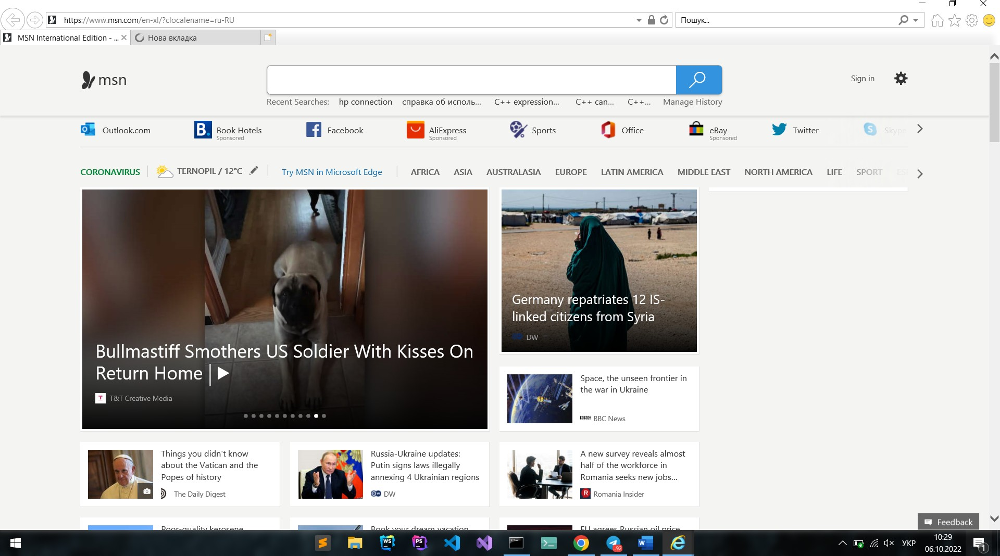 https://www.msn.com/en-xl/?clocalename=ru-RU
Пошук...
MSN International Edition - ...
Нова вкладка
msn
Sign in
Recent Searches: hp connection справка об исполь... C++ expression... C++ can... C++... Manage History
Outlook.com
Book Hotels
Sponsored
Facebook
AliExpress
Sponsored
Sports
Office
eBay
Sponsored
Twitter
Skype
CORONAVIRUS
TERNOPIL / 12°C
Try MSN in Microsoft Edge
AFRICA ASIA AUSTRALASIA EUROPE LATIN AMERICA MIDDLE EAST NORTH AMERICA LIFE SPORT
Bullmastiff Smothers US Soldier With Kisses On
Return Home
T T&T Creative Media
Germany repatriates 12 IS-
linked citizens from Syria
DW
Space, the unseen frontier in
the war in Ukraine
BBC BBC News
Things you didn't know
about the Vatican and the
Popes of history
The Daily Digest
Russia-Ukraine updates:
Putin signs laws illegally
annexing 4 Ukrainian regions
DW
A new survey reveals almost
half of the workforce in
Romania seeks new jobs...
R Romania Insider
Poor-quality kerosene
Book your dream vacation
EU agrees Russian oil price
Feedback
WS
PS
92
W
УКР
10:29
06.10.2022
1